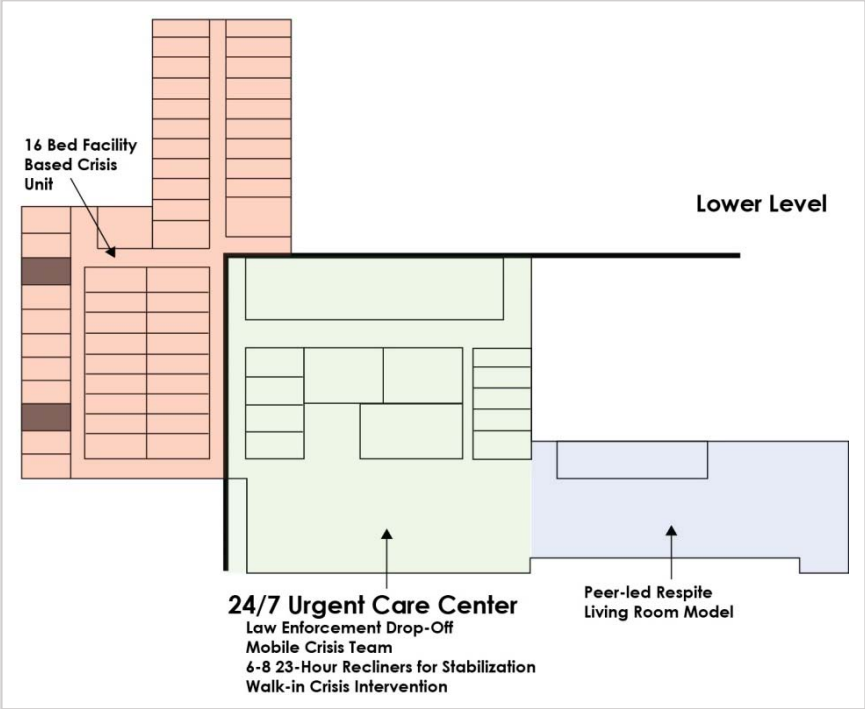 16 Bed Facility
Based Crisis
Unit
Lower Level
24/7 Urgent Care Center
Law Enforcement Drop-Off
Mobile Crisis Team
6-8 23-Hour Recliners for Stabilization
Walk-in Crisis Intervention
Peer-led Respite
Living Room Model